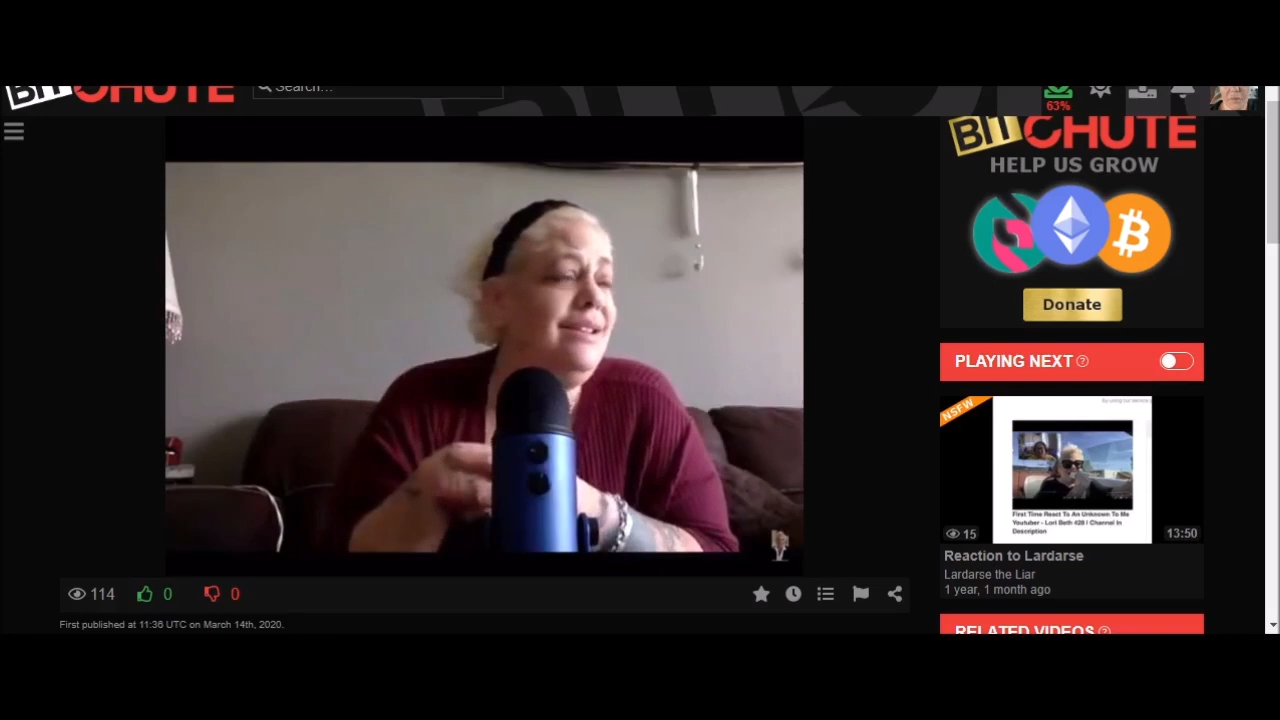 BITCHUTE
Search...
63%
BITCHUTE
HELP US GROW
Donate
PLAYING NEXT
NSFW
First Time React To An Unknown To Me
Youtuber - Lori Beth #28 | Channel In
Description
15
13:50
Reaction to Lardarse
Lardarse the Liar
1 year, 1 month ago
114
0
0
First published at 11:36 UTC on March 14th, 2020.
RELATED VIDEOS